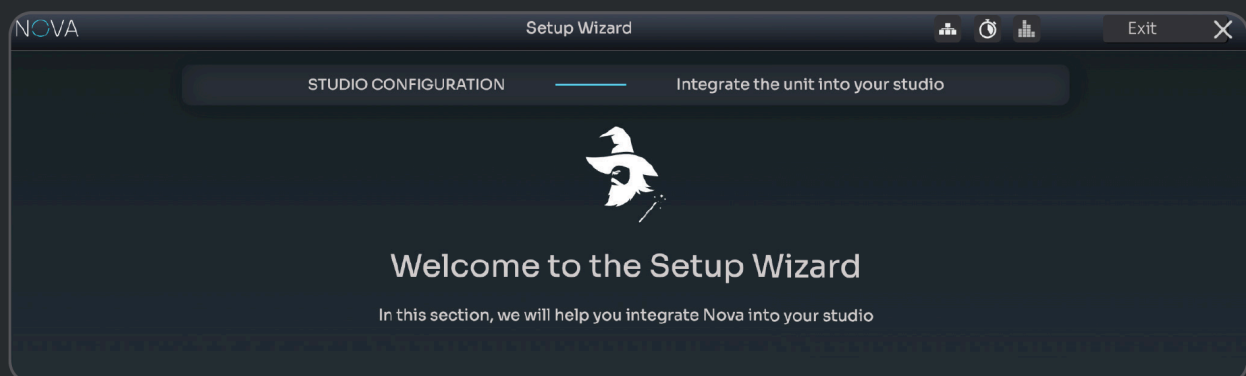 NOVA
Setup Wizard
Exit
STUDIO CONFIGURATION
Integrate the unit into your studio
Welcome to the Setup Wizard
In this section, we will help you integrate Nova into your studio